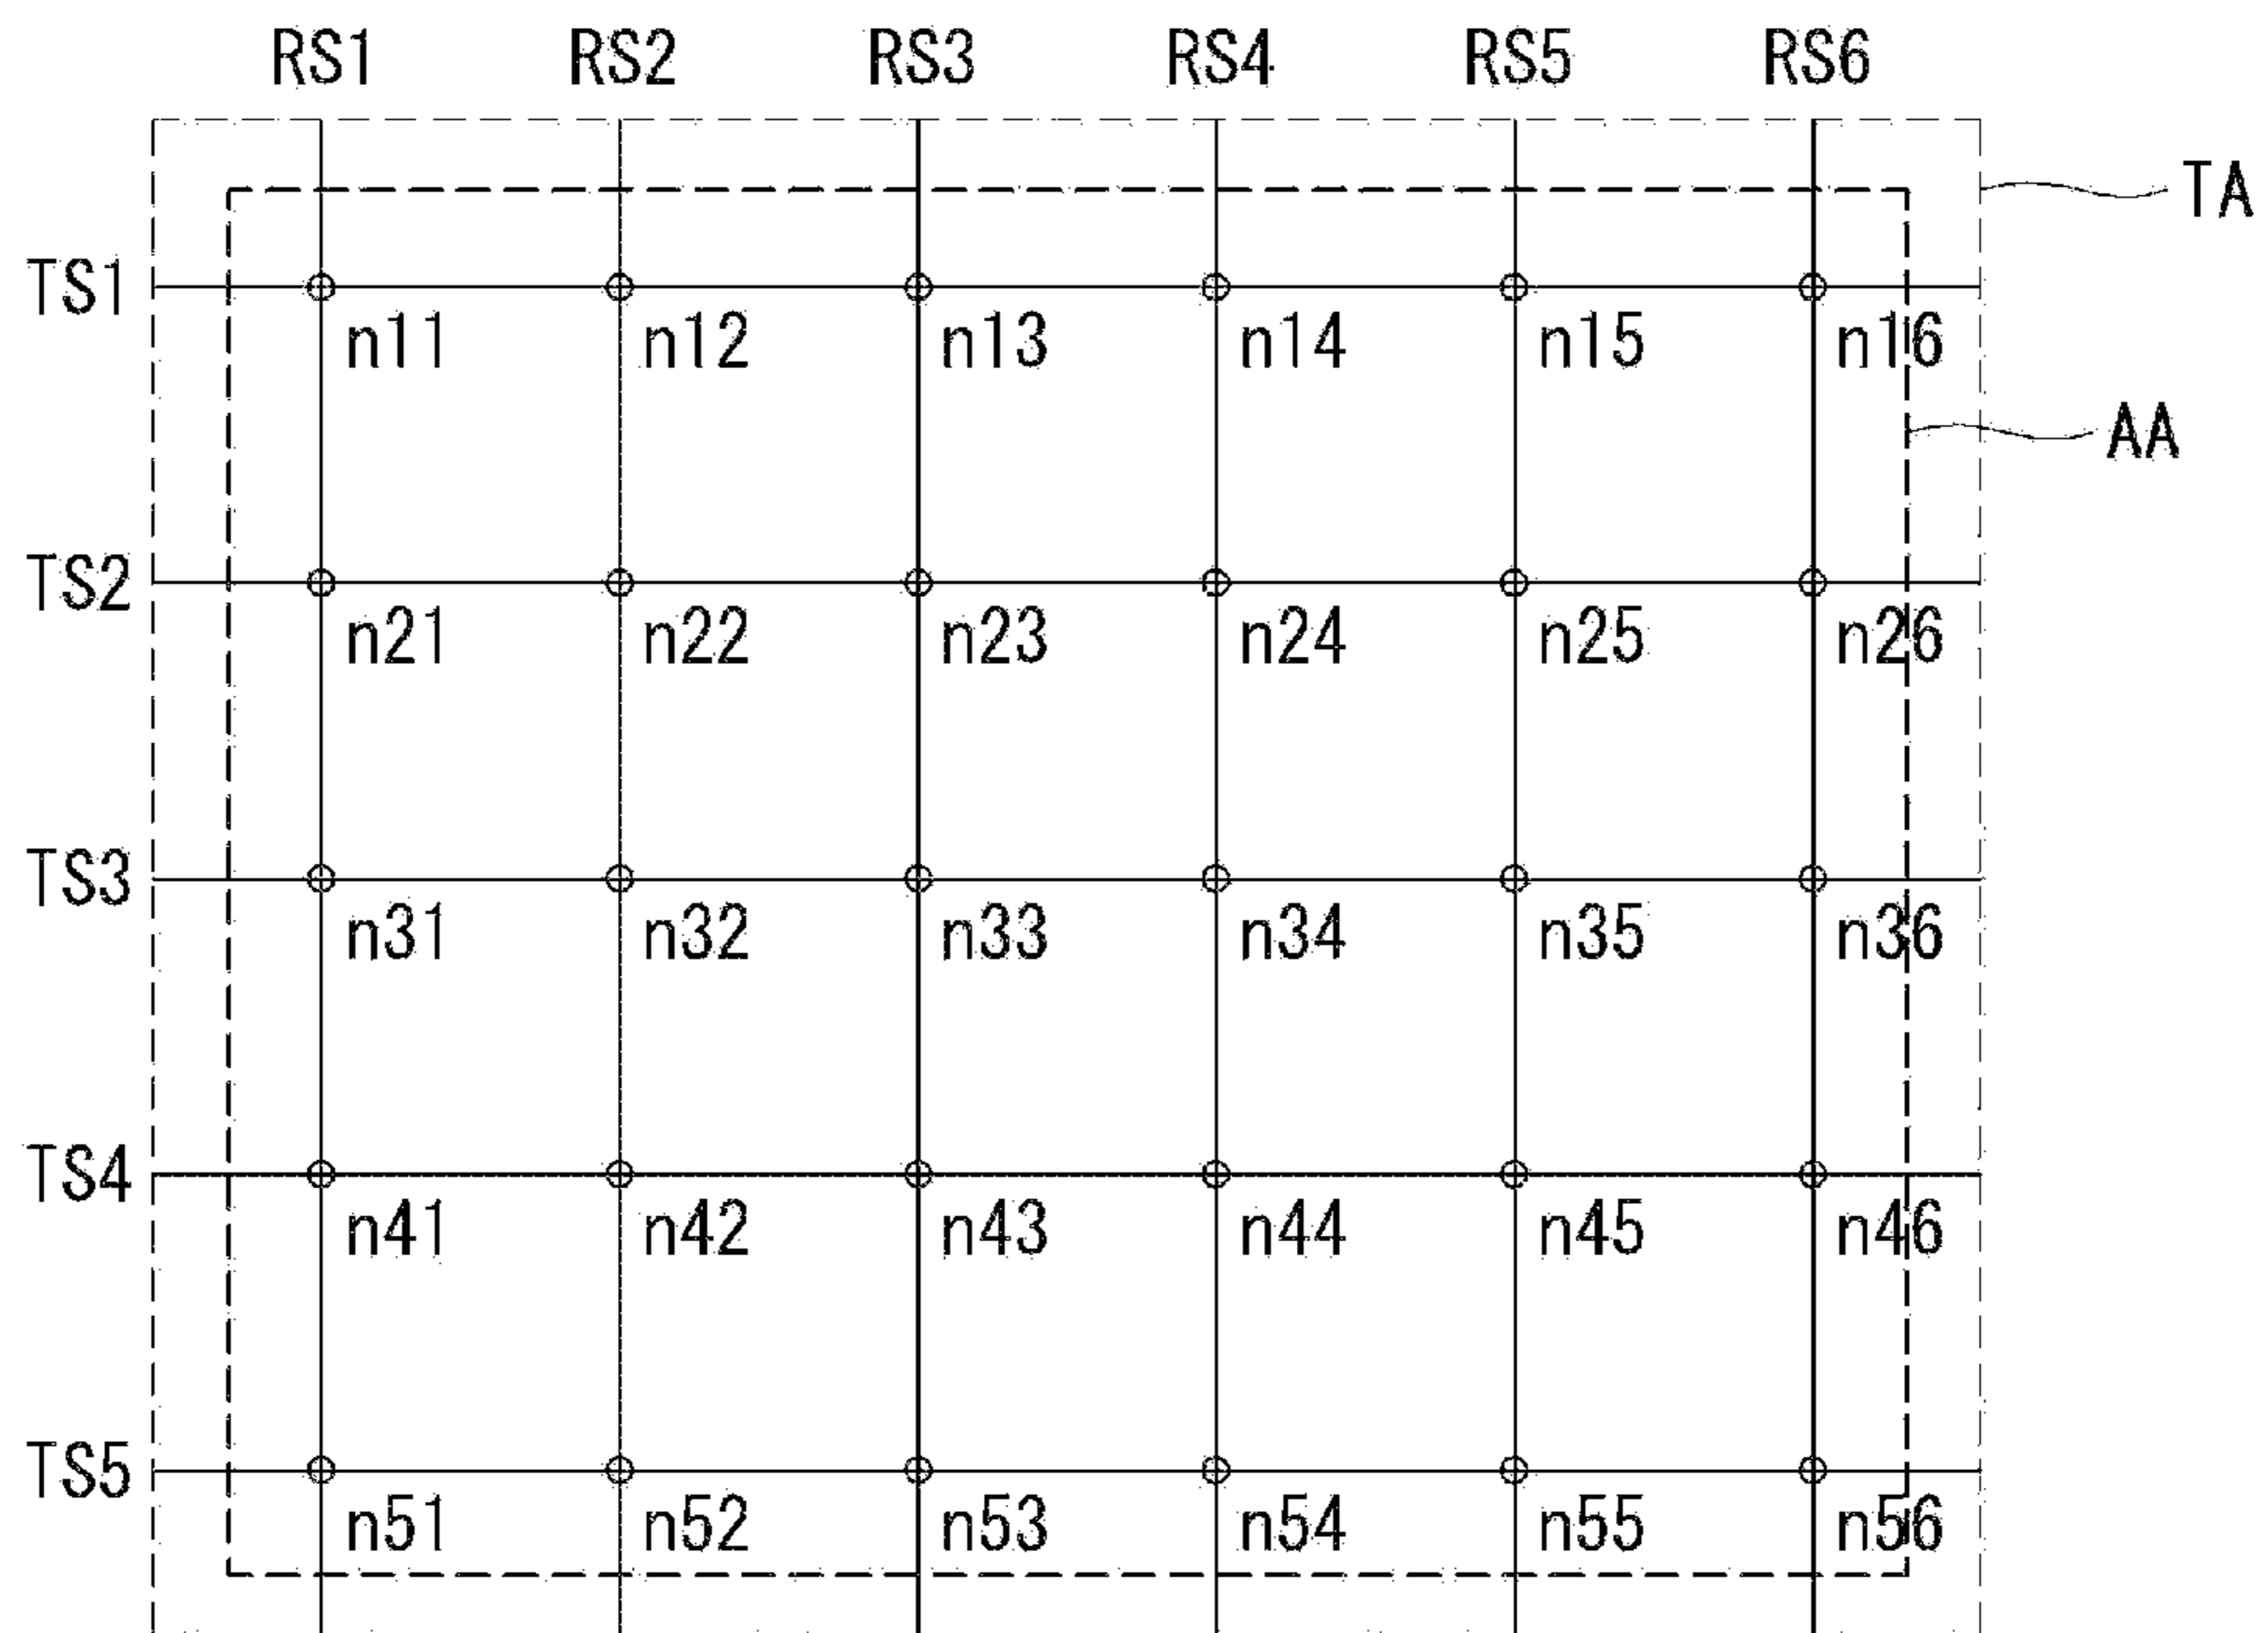 RS1 RS2 RS3 RS4 RS5 RS6
TA
TS1
n11 n12 n13 n14 n15 n16
AA
TS2
n21 n22 n23 n24 n25 n26
TS3
n31 n32 n33 n34 n35 n36
TS4
n41 n42 n43 n44 n45 n46
TS5
n51 n52 n53 n54 n55 n56